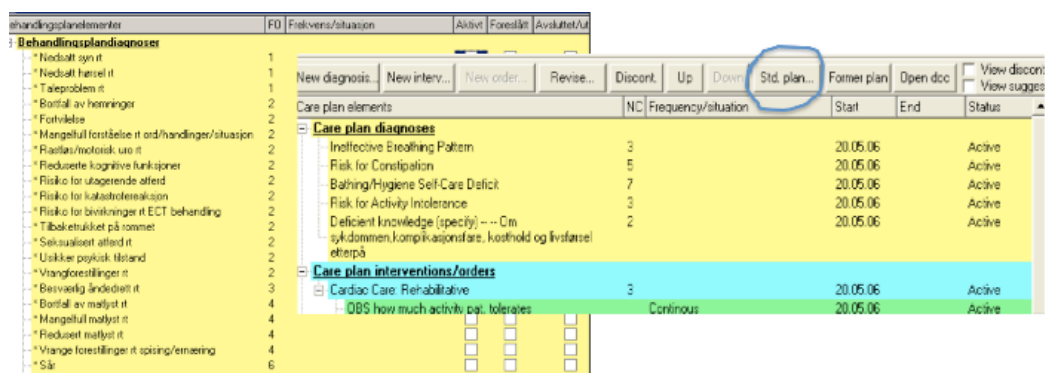 ehandlingsplanelementer FO Frekvens/situasjon Aktivt Foreslått Avsluttet/ut
Behandlingsplandiagnoser
* Nedsatt syn rt 1
* Nedsatt hørsel rt 1
* Taleproblem rt 1
* Bortfall av hemninger 2
* Fortvilelse 2
* Mangelfull forståelse rt ord/handlinger/situasjon 2
* Rastløs/motorisk uro rt 2
* Reduserte kognitive funksjoner 2
* Risiko for utagerende atferd 2
* Risiko for katastrofereaksjon 2
* Risiko for bivirkninger rt ECT behandling 2
* Tilbaketrukket på rommet 2
* Seksualisert atferd rt 2
* Usikker psykisk tilstand 2
* Vrangforestillinger rt 2
* Besværlig åndedrett rt 3
* Bortfall av matlyst rt 4
* Mangelfull matlyst rt 4
* Redusert matlyst rt 4
* Vrange forestillinger rt spising/ernæring 4
* Sår 6
New diagnosis... New interv... New order... Revise... Discont. Up Down Std. plan... Former plan Open doc View discont
View sugges
Care plan elements NC Frequency/situation Start End Status
Care plan diagnoses
Ineffective Breathing Pattern 3 20.05.06 Active
Risk for Constipation 5 20.05.06 Active
Bathing/Hygiene Self-Care Deficit 7 20.05.06 Active
Risk for Activity Intolerance 3 20.05.06 Active
Deficient knowledge (specify) -- -- Om 2 20.05.06 Active
sykdommen,komplikasjonsfare, kosthold og livsførsel
etterpå
Care plan interventions/orders
Cardiac Care: Rehabilitative 3 20.05.06 Active
OBS how much activity pat. tolerates Continous 20.05.06 Active